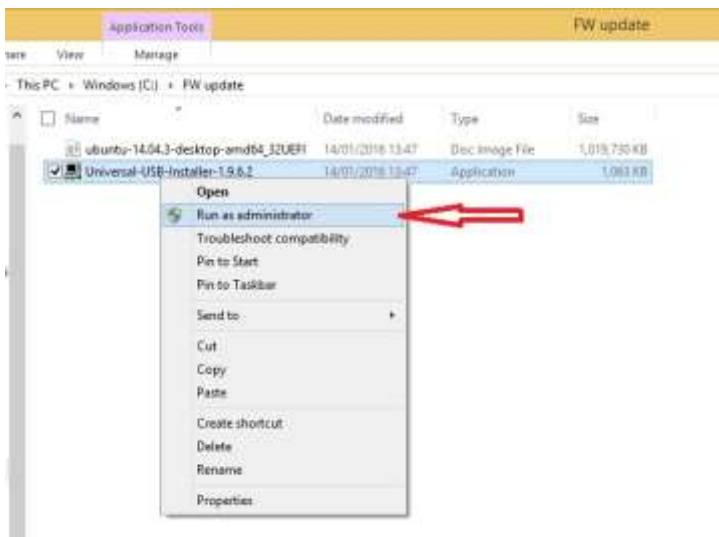 Application Tools
FW update
View
Manage
This PC
Windows (C:)
FW update
Name
Date modified
Type
Size
ubuntu-14.04.3-desktop-amd64_32UEFI
14/01/2016 13:47
Disc Image File
1,019,730 KB
Universal-USB-Installer-1.9.6.2
14/01/2016 13:47
Application
1,063 KB
Open
Run as administrator
Troubleshoot compatibility
Pin to Start
Pin to Taskbar
Send to
Cut
Copy
Paste
Create shortcut
Delete
Rename
Properties